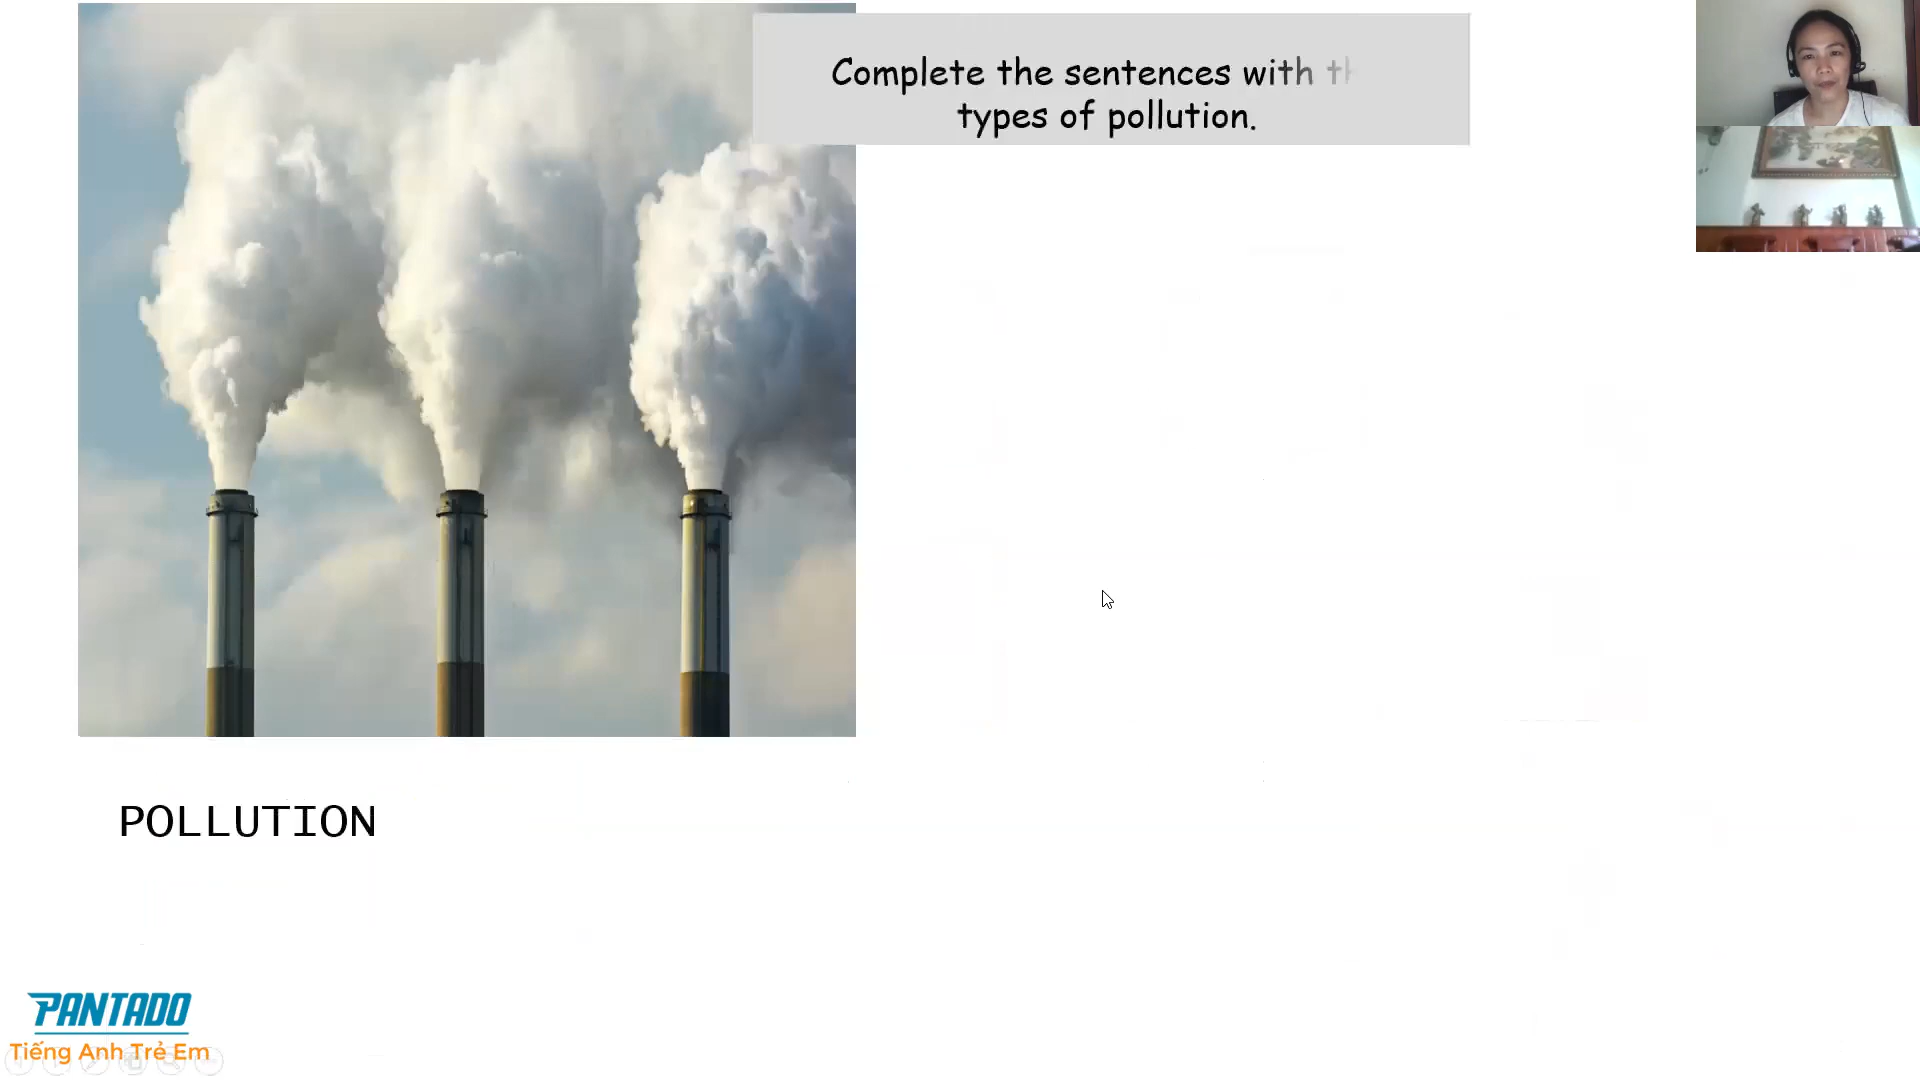 Complete the sentences with
types of pollution.
POLLUTION
PANTADO
Tiếng Anh Trẻ Em